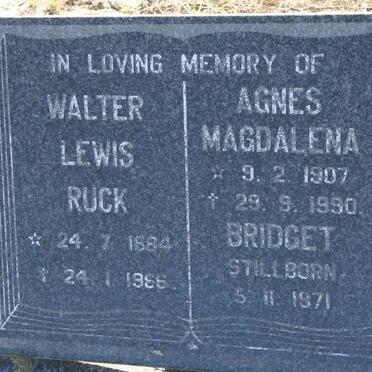 IN LOVING MEMORY OF
WALTER
LEWIS
RUCK
☆ 24.7.1884
† 24.1.1966.
AGNES
MAGDALENA
☆ 9.2.1907
† 29.9.1990.
BRIDGET
STILLBORN
5.11.1971